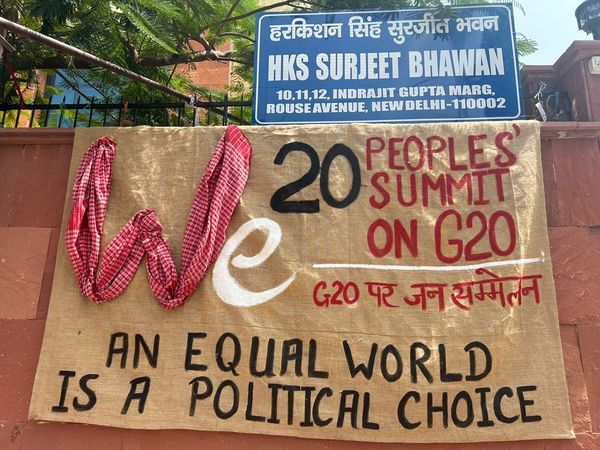 हरकिशन सिंह सुरजीत भवन
HKS SURJEET BHAWAN
10,11,12, INDRAJIT GUPTA MARG,
ROUSE AVENUE, NEW DELHI-110002
We 20
PEOPLES'
SUMMIT
ON G20
G20 पर जन सम्मेलन
AN EQUAL WORLD
IS A POLITICAL CHOICE